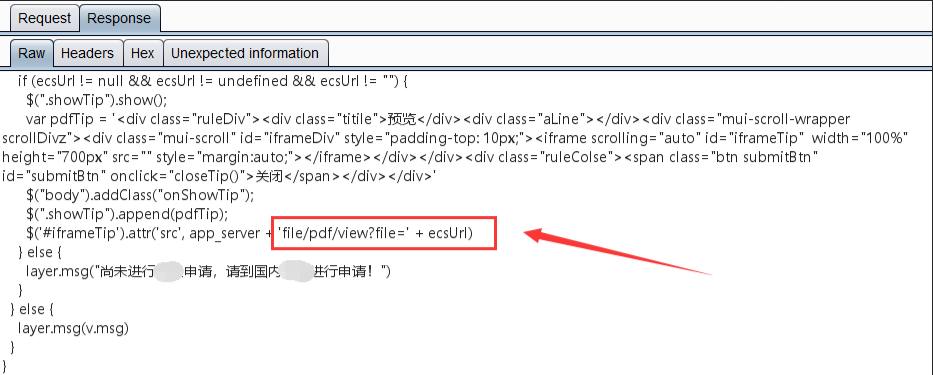 Request Response
Raw Headers Hex Unexpected information
if (ecsUrl != null && ecsUrl != undefined && ecsUrl != "") {
$(".showTip").show();
var pdfTip = '<div class="ruleDiv"><div class="titile">预览</div><div class="aLine"></div><div class="mui-scroll-wrapper
scrollDivz"><div class="mui-scroll" id="iframeDiv" style="padding-top: 10px;"><iframe scrolling="auto" id="iframeTip" width="100%"
height="700px" src="" style="margin:auto;"></iframe></div></div><div class="ruleColse"><span class="btn submitBtn"
id="submitBtn" onclick="closeTip()">关闭</span></div></div>'
$("body").addClass("onShowTip");
$(".showTip").append(pdfTip);
$('#iframeTip').attr('src', app_server + 'file/pdf/view?file=' + ecsUrl)
} else {
layer.msg("尚未进行申请，请到国内进行申请！")
}
} else {
layer.msg(v.msg)
}
}